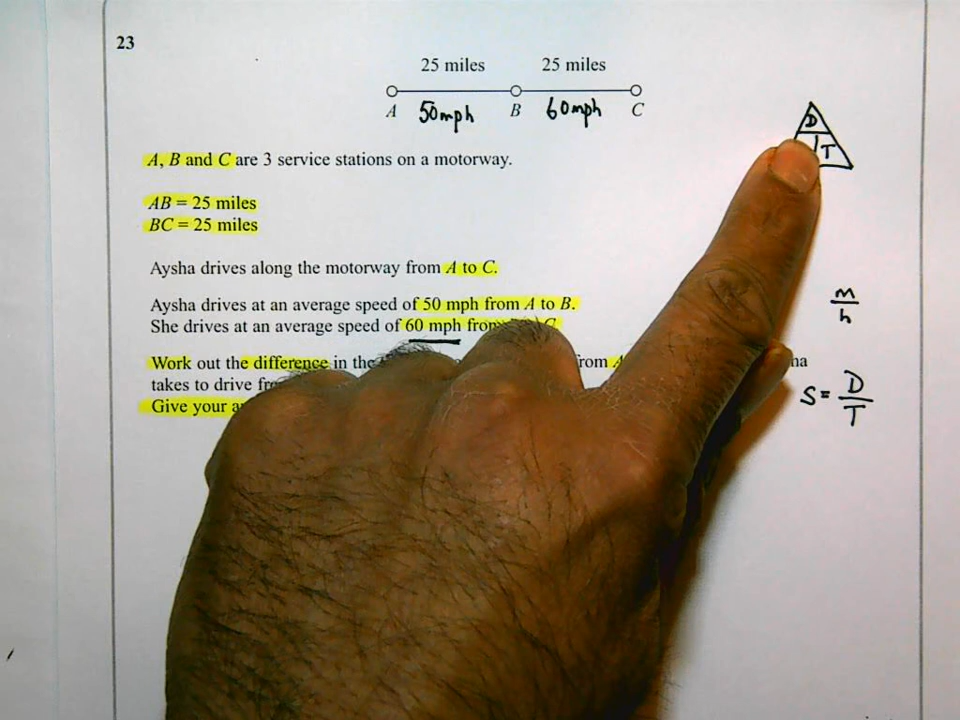 23
25 miles 25 miles
A 50mph B 60mph C
D
T
A, B and C are 3 service stations on a motorway.
AB = 25 miles
BC = 25 miles
Aysha drives along the motorway from A to C.
Aysha drives at an average speed of 50 mph from A to B.
She drives at an average speed of 60 mph from C
m
h
Work out the difference in the from A
takes to drive
Give your
S = D
T